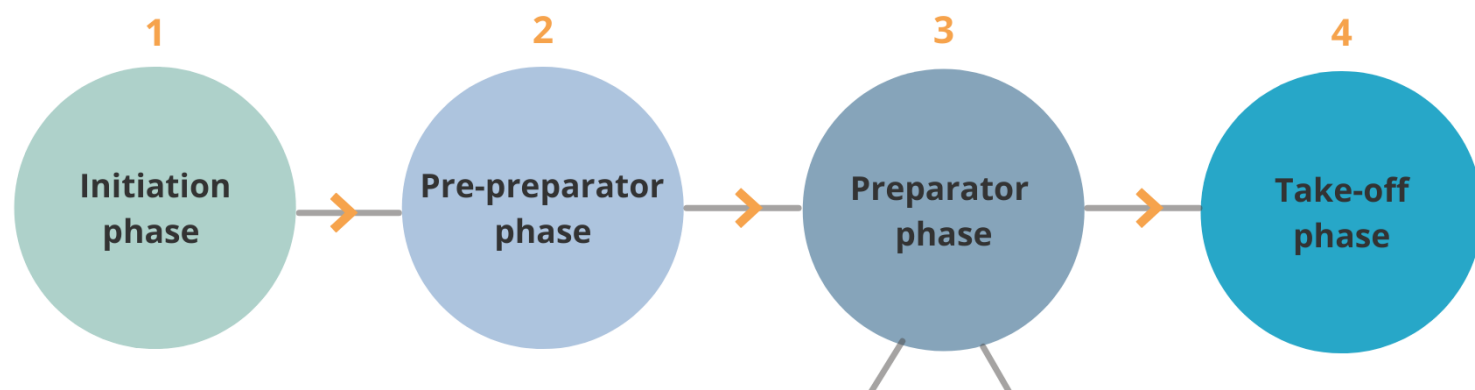 1
2
3
4
Initiation
phase
Pre-preparator
phase
Preparator
phase
Take-off
phase